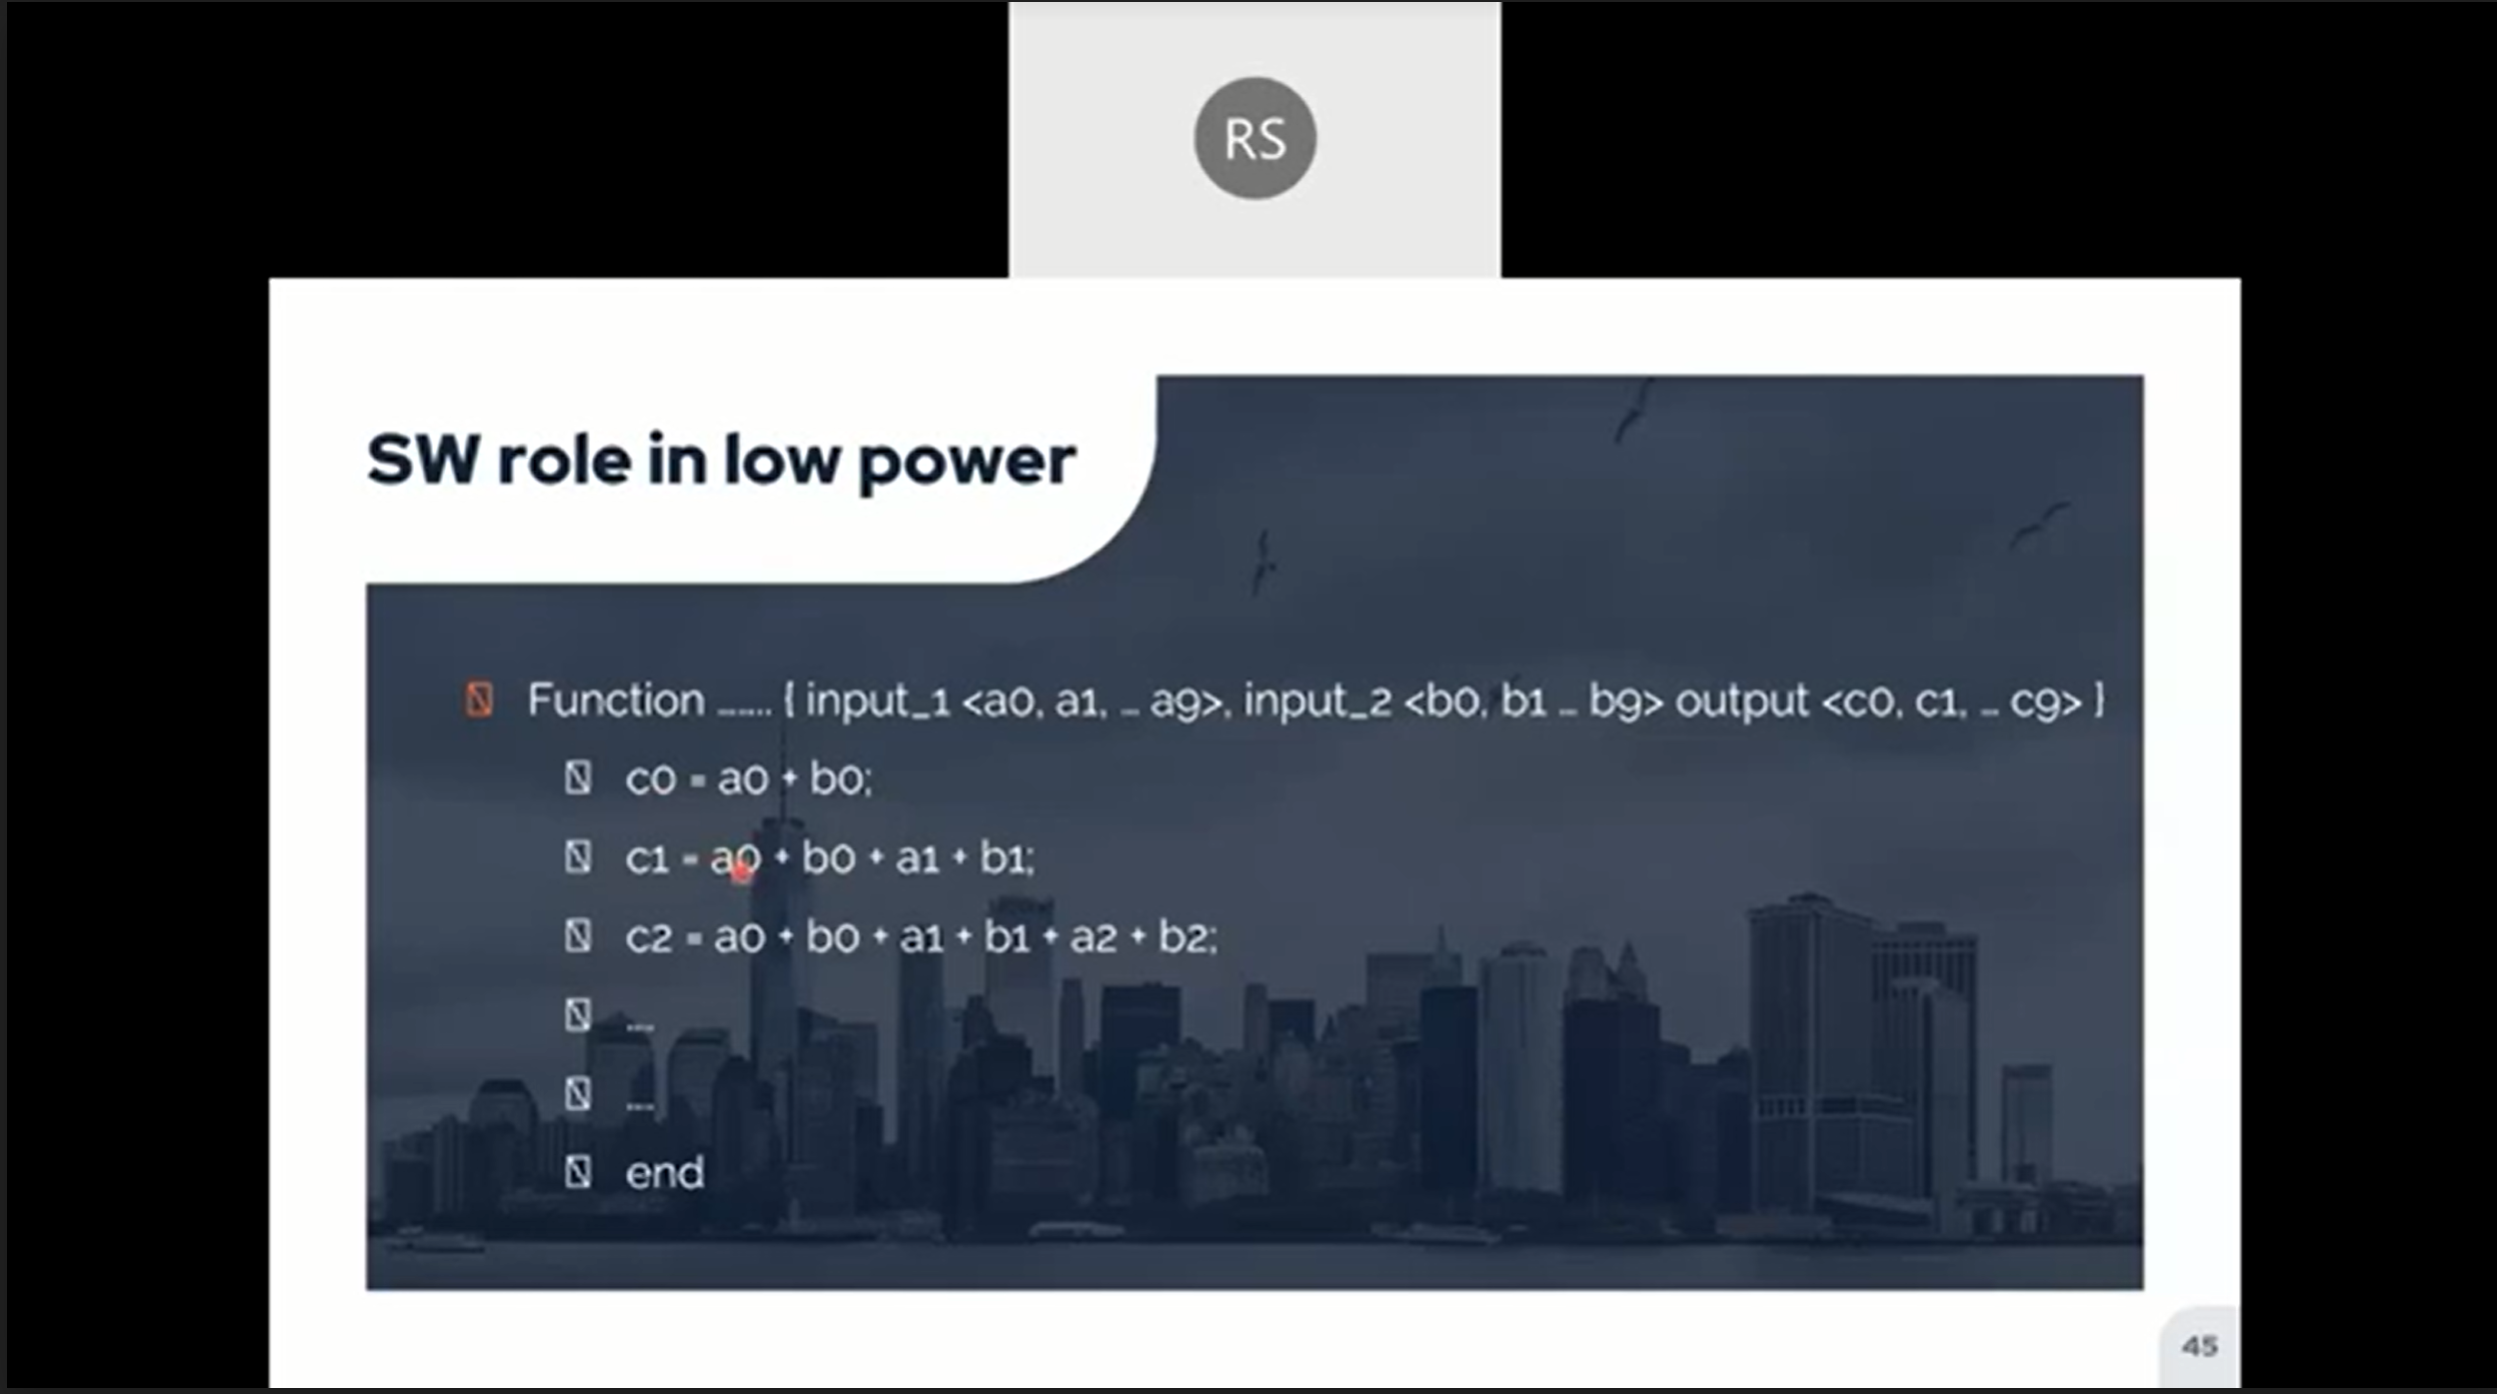 RS
SW role in low power
Function ....... { input_1 <a0, a1, ... a9>, input_2 <b0, b1 ... b9> output <c0, c1, ... c9> }
c0 = a0 + b0;
c1 = a0 + b0 + a1 + b1;
c2 = a0 + b0 + a1 + b1 + a2 + b2;
....
....
end
45